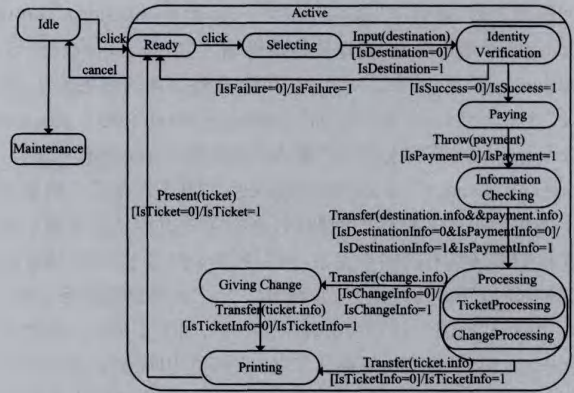 Active
Idle
click
Ready
click
Selecting
Input(destination)
[IsDestination=0]/
IsDestination=1
Identity
Verification
cancel
[IsFailure=0]/IsFailure=1
[IsSuccess=0]/IsSuccess=1
Paying
Maintenance
Throw(payment)
[IsPayment=0]/IsPayment=1
Information
Checking
Present(ticket)
[IsTicket=0]/IsTicket=1
Transfer(destination.info&&payment.info)
[IsDestinationInfo=0&IsPaymentInfo=0]/
IsDestinationInfo=1&IsPaymentInfo=1
Giving Change
Transfer(change.info)
[IsChangeInfo=0]/
IsChangeInfo=1
Processing
TicketProcessing
ChangeProcessing
Transfer(ticket.info)
[IsTicketInfo=0]/IsTicketInfo=1
Printing
Transfer(ticket.info)
[IsTicketInfo=0]/IsTicketInfo=1